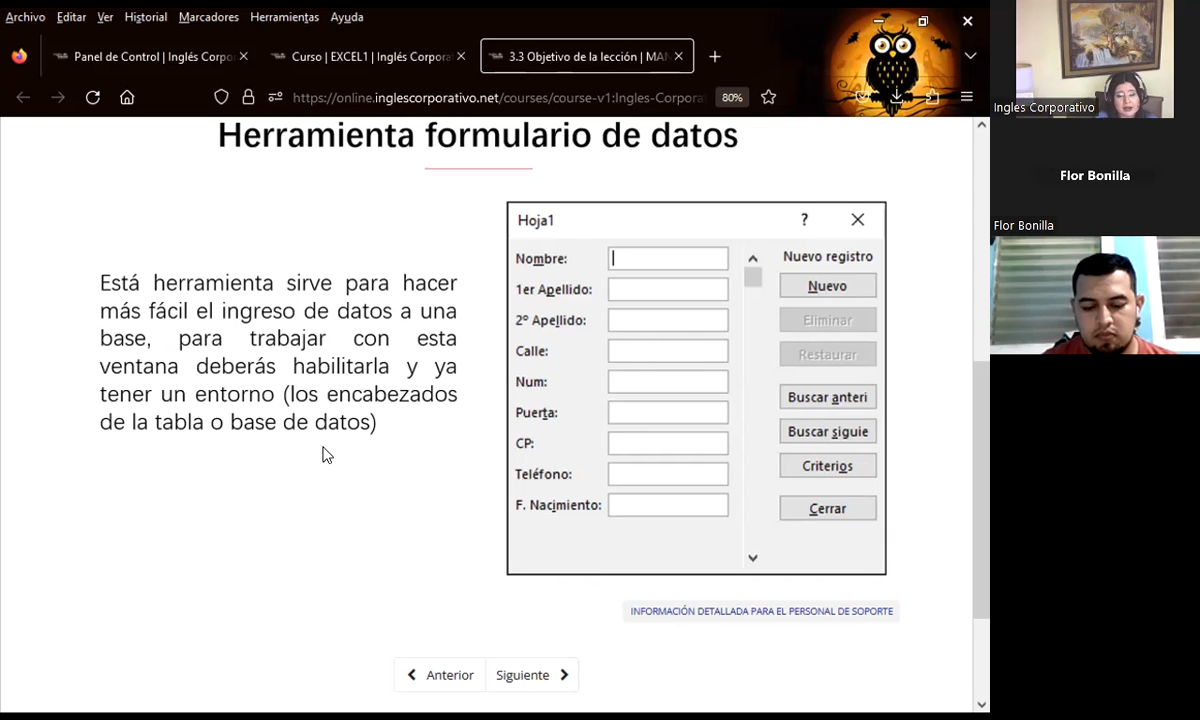 Archivo Editar Ver Historial Marcadores Herramientas Ayuda
Panel de Control | Inglés Corpo
Curso | EXCEL1 | Inglés Corpora
3.3 Objetivo de la lección | MAN
https://online.inglescorporativo.net/courses/course-v1:Ingles-Corpora
80%
Herramienta formulario de datos
Está herramienta sirve para hacer
más fácil el ingreso de datos a una
base, para trabajar con esta
ventana deberás habilitarla y ya
tener un entorno (los encabezados
de la tabla o base de datos)
Hoja1
?
Nombre:
1er Apellido:
2º Apellido:
Calle:
Num:
Puerta:
CP:
Teléfono:
F. Nacimiento:
Nuevo registro
Nuevo
Eliminar
Restaurar
Buscar anteri
Buscar siguie
Criterios
Cerrar
INFORMACIÓN DETALLADA PARA EL PERSONAL DE SOPORTE
Anterior
Siguiente
Ingles Corporativo
Flor Bonilla
Flor Bonilla